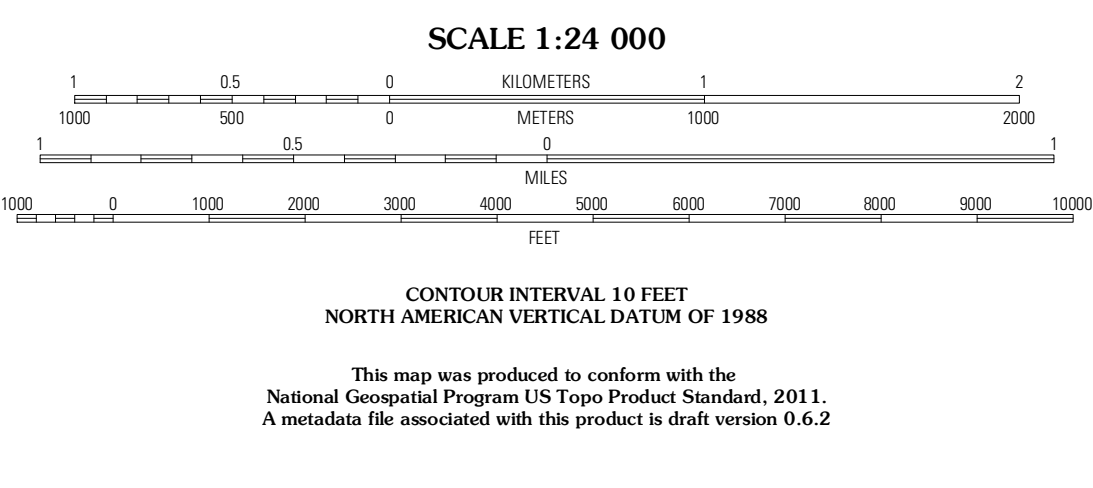 SCALE 1:24 000
1 0.5 0 KILOMETERS 1 2
1000 500 0 METERS 1000 2000
1 0.5 0 1
MILES
1000 0 1000 2000 3000 4000 5000 6000 7000 8000 9000 10000
FEET
CONTOUR INTERVAL 10 FEET
NORTH AMERICAN VERTICAL DATUM OF 1988
This map was produced to conform with the
National Geospatial Program US Topo Product Standard, 2011.
A metadata file associated with this product is draft version 0.6.2